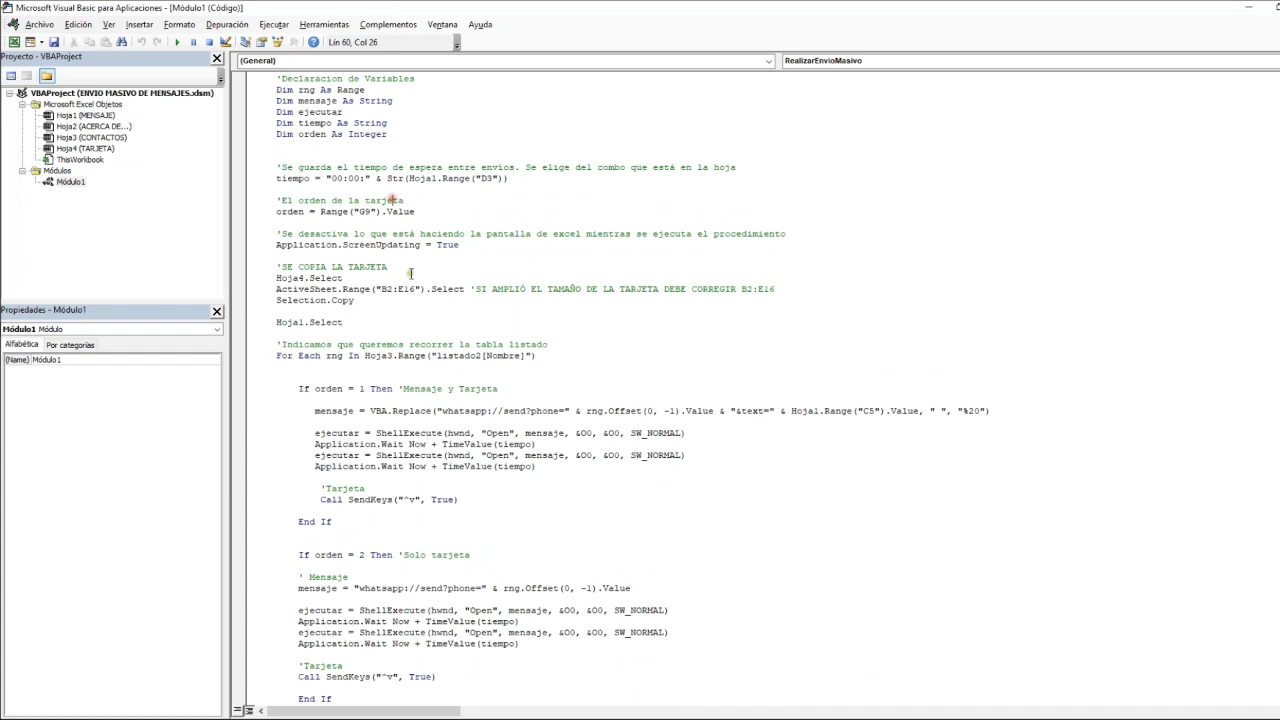 Microsoft Visual Basic para Aplicaciones - [Módulo1 (Código)]
Archivo Edición Ver Insertar Formato Depuración Ejecutar Herramientas Complementos Ventana Ayuda
Lín 60, Col 26
Proyecto - VBAProject
VBAProject (ENVIO MASIVO DE MENSAJES.xlsm)
Microsoft Excel Objetos
Hoja1 (MENSAJE)
Hoja2 (ACERCA DE...)
Hoja3 (CONTACTOS)
Hoja4 (TARJETA)
ThisWorkbook
Módulos
Módulo1
Propiedades - Módulo1
Módulo1 Módulo
Alfabética Por categorías
(Name) Módulo1
(General) RealizarEnvioMasivo
'Declaracion de Variables
Dim rng As Range
Dim mensaje As String
Dim ejecutar
Dim tiempo As String
Dim orden As Integer
'Se guarda el tiempo de espera entre envíos. Se elige del combo que está en la hoja
tiempo = "00:00:" & Str(Hoja1.Range("D3"))
'El orden de la tarjeta
orden = Range("G9").Value
'Se desactiva lo que está haciendo la pantalla de excel mientras se ejecuta el procedimiento
Application.ScreenUpdating = True
'SE COPIA LA TARJETA
Hoja4.Select
ActiveSheet.Range("B2:E16").Select 'SI AMPLIÓ EL TAMAÑO DE LA TARJETA DEBE CORREGIR B2:E16
Selection.Copy
Hoja1.Select
'Indicamos que queremos recorrer la tabla listado
For Each rng In Hoja3.Range("listado2[Nombre]")
If orden = 1 Then 'Mensaje y Tarjeta
mensaje = VBA.Replace("whatsapp://send?phone=" & rng.Offset(0, -1).Value & "&text=" & Hoja1.Range("C5").Value, " ", "%20")
ejecutar = ShellExecute(hwnd, "Open", mensaje, &O0, &O0, SW_NORMAL)
Application.Wait Now + TimeValue(tiempo)
ejecutar = ShellExecute(hwnd, "Open", mensaje, &O0, &O0, SW_NORMAL)
Application.Wait Now + TimeValue(tiempo)
'Tarjeta
Call SendKeys("^v", True)
End If
If orden = 2 Then 'Solo tarjeta
' Mensaje
mensaje = "whatsapp://send?phone=" & rng.Offset(0, -1).Value
ejecutar = ShellExecute(hwnd, "Open", mensaje, &O0, &O0, SW_NORMAL)
Application.Wait Now + TimeValue(tiempo)
ejecutar = ShellExecute(hwnd, "Open", mensaje, &O0, &O0, SW_NORMAL)
Application.Wait Now + TimeValue(tiempo)
'Tarjeta
Call SendKeys("^v", True)
End If